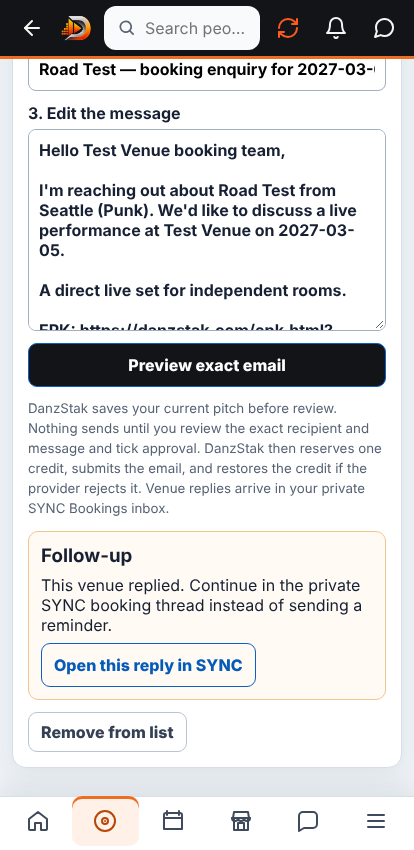 Search peo...
Road Test — booking enquiry for 2027-03-
3. Edit the message
Hello Test Venue booking team,
I'm reaching out about Road Test from
Seattle (Punk). We'd like to discuss a live
performance at Test Venue on 2027-03-
05.
A direct live set for independent rooms.
EPK: https://danzstak.com/epk.html?
Preview exact email
DanzStak saves your current pitch before review.
Nothing sends until you review the exact recipient and
message and tick approval. DanzStak then reserves one
credit, submits the email, and restores the credit if the
provider rejects it. Venue replies arrive in your private
SYNC Bookings inbox.
Follow-up
This venue replied. Continue in the private
SYNC booking thread instead of sending a
reminder.
Open this reply in SYNC
Remove from list